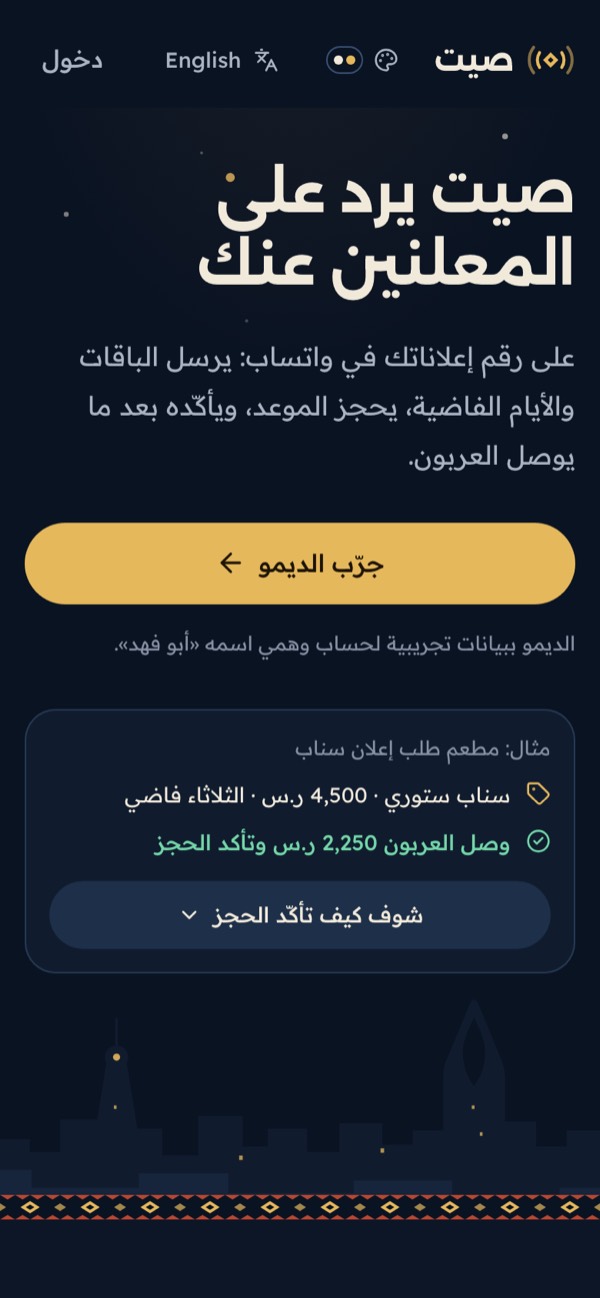 صيت
English
دخول
صيت يرد على
المعلنين عنك
على رقم إعلاناتك في واتساب: يرسل الباقات
والأيام الفاضية، يحجز الموعد، ويأكّده بعد ما
يوصل العربون.
جرّب الديمو ←
الديمو ببيانات تجريبية لحساب وهمي اسمه «أبو فهد».
مثال: مطعم طلب إعلان سناب
سناب ستوري · 4,500 ر.س · الثلاثاء فاضي
وصل العربون 2,250 ر.س وتأكد الحجز
شوف كيف تأكّد الحجز